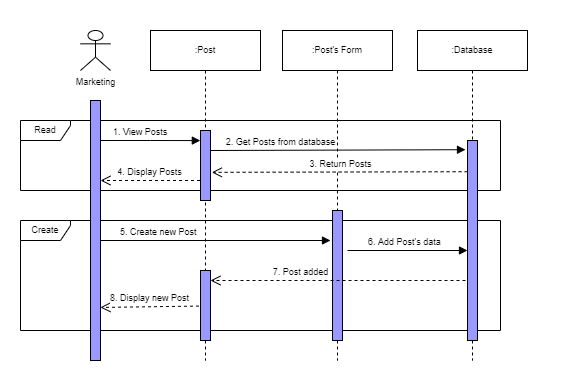 :Post
:Post's Form
:Database
Marketing
Read
1. View Posts
2. Get Posts from database
3. Return Posts
4. Display Posts
Create
5. Create new Post
6. Add Post's data
7. Post added
8. Display new Post